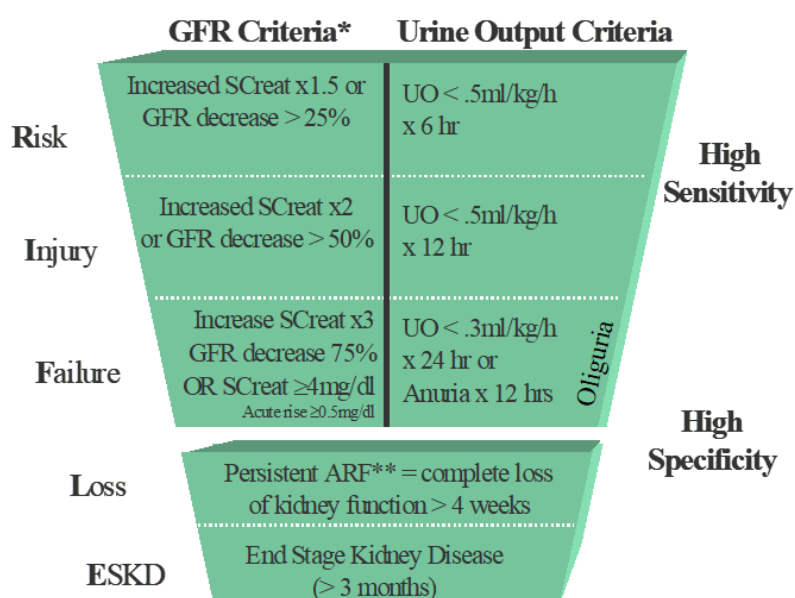 GFR Criteria* Urine Output Criteria
Risk
Increased SCreat x1.5 or
GFR decrease > 25%
UO < .5ml/kg/h
x 6 hr
High
Sensitivity
Injury
Increased SCreat x2
or GFR decrease > 50%
UO < .5ml/kg/h
x 12 hr
Failure
Increase SCreat x3
GFR decrease 75%
OR SCreat ≥4mg/dl
Acute rise ≥0.5mg/dl
UO < .3ml/kg/h
x 24 hr or
Anuria x 12 hrs
Oliguria
High
Specificity
Loss
Persistent ARF** = complete loss
of kidney function > 4 weeks
ESKD
End Stage Kidney Disease
(> 3 months)